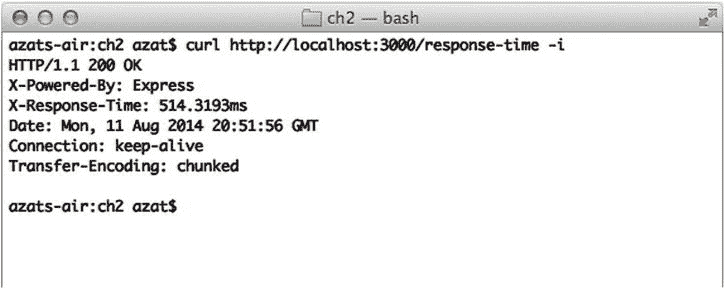 ch2 — bash
azats-air:ch2 azat$ curl http://localhost:3000/response-time -i
HTTP/1.1 200 OK
X-Powered-By: Express
X-Response-Time: 514.3193ms
Date: Mon, 11 Aug 2014 20:51:56 GMT
Connection: keep-alive
Transfer-Encoding: chunked
azats-air:ch2 azat$